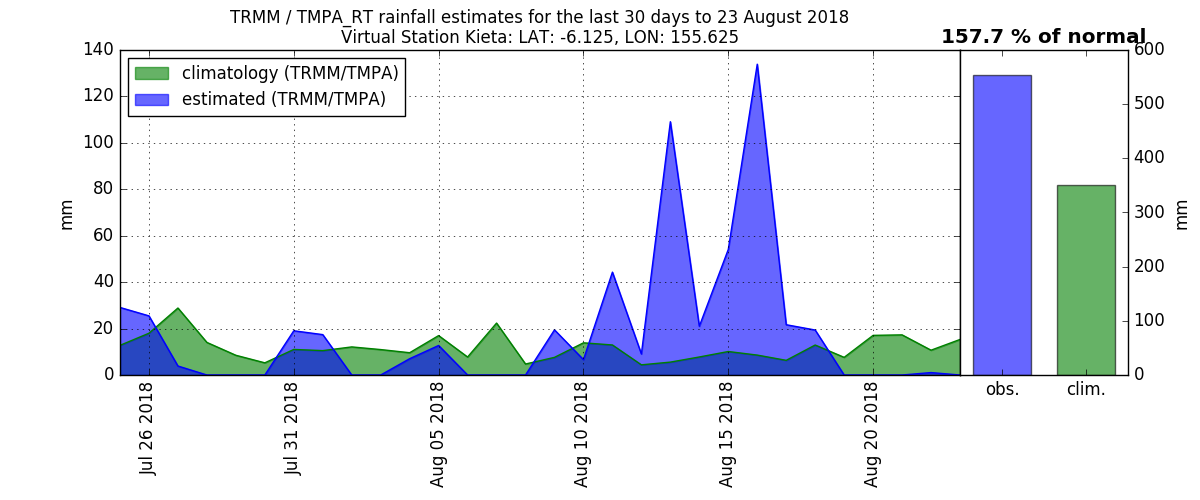 TRMM / TMPA_RT rainfall estimates for the last 30 days to 23 August 2018
Virtual Station Kieta: LAT: -6.125, LON: 155.625
157.7 % of normal
climatology (TRMM/TMPA)
estimated (TRMM/TMPA)
140
120
100
80
60
40
20
0
mm
Jul 26 2018
Jul 31 2018
Aug 05 2018
Aug 10 2018
Aug 15 2018
Aug 20 2018
600
500
400
300
200
100
0
mm
obs.
clim.